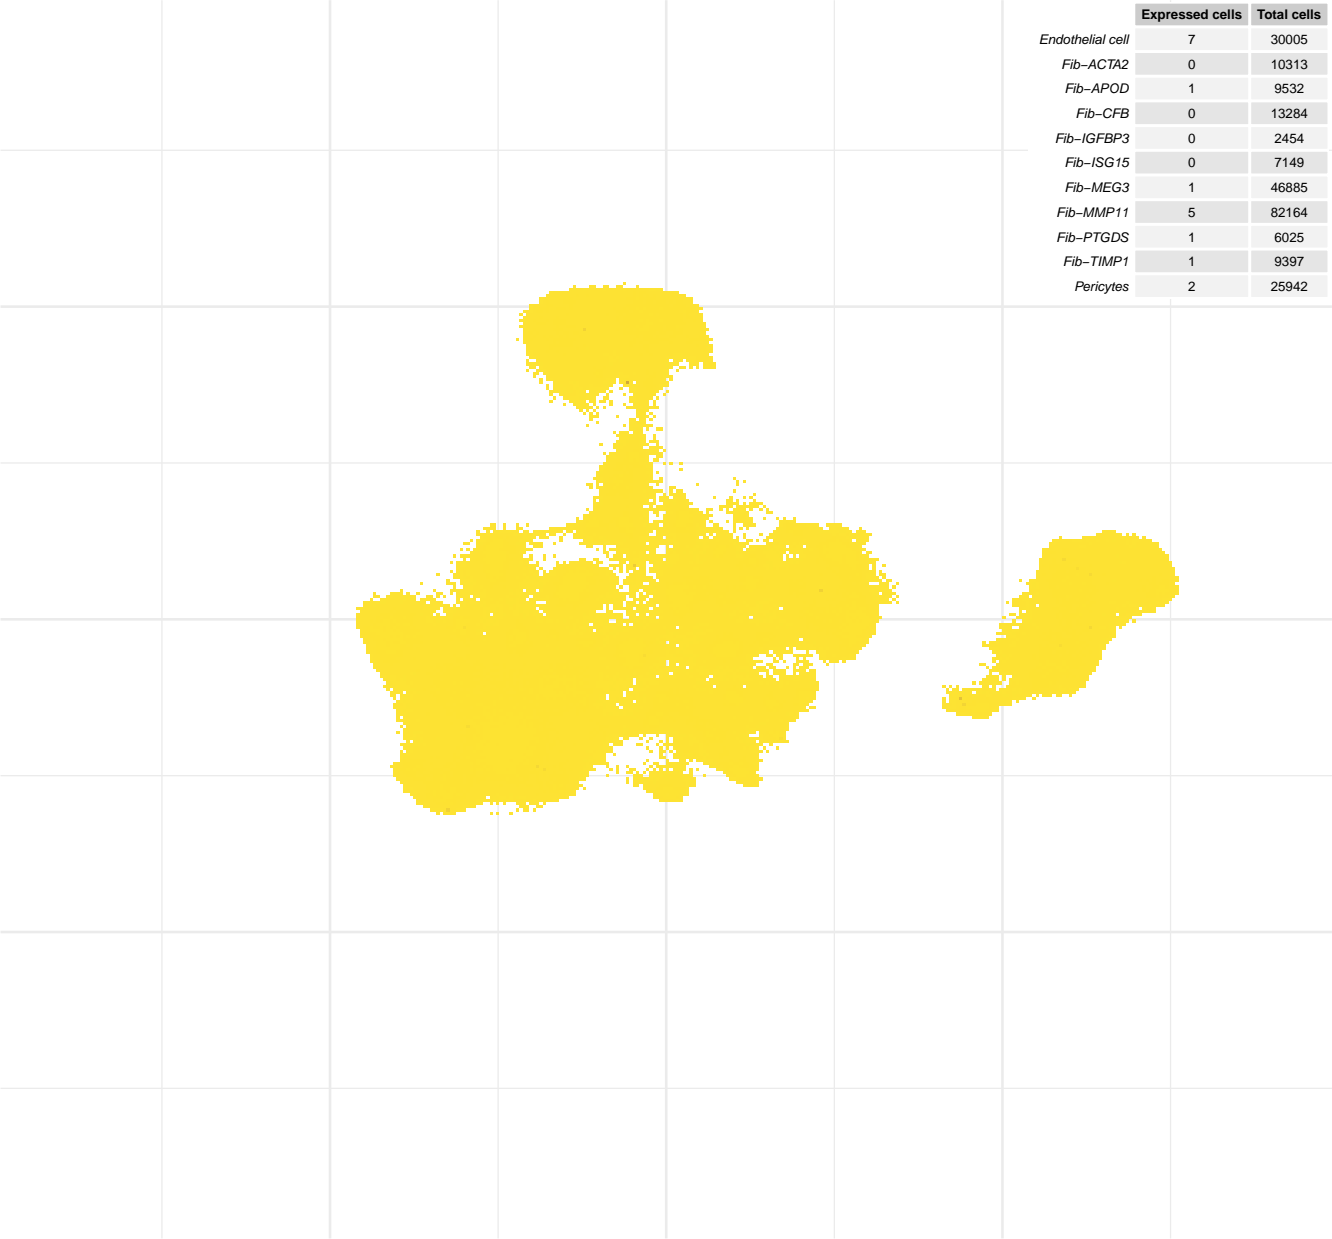 Expressed cells Total cells
Endothelial cell 7 30005
Fib−ACTA2 0 10313
Fib−APOD 1 9532
Fib−CFB 0 13284
Fib−IGFBP3 0 2454
Fib−ISG15 0 7149
Fib−MEG3 1 46885
Fib−MMP11 5 82164
Fib−PTGDS 1 6025
Fib−TIMP1 1 9397
Pericytes 2 25942